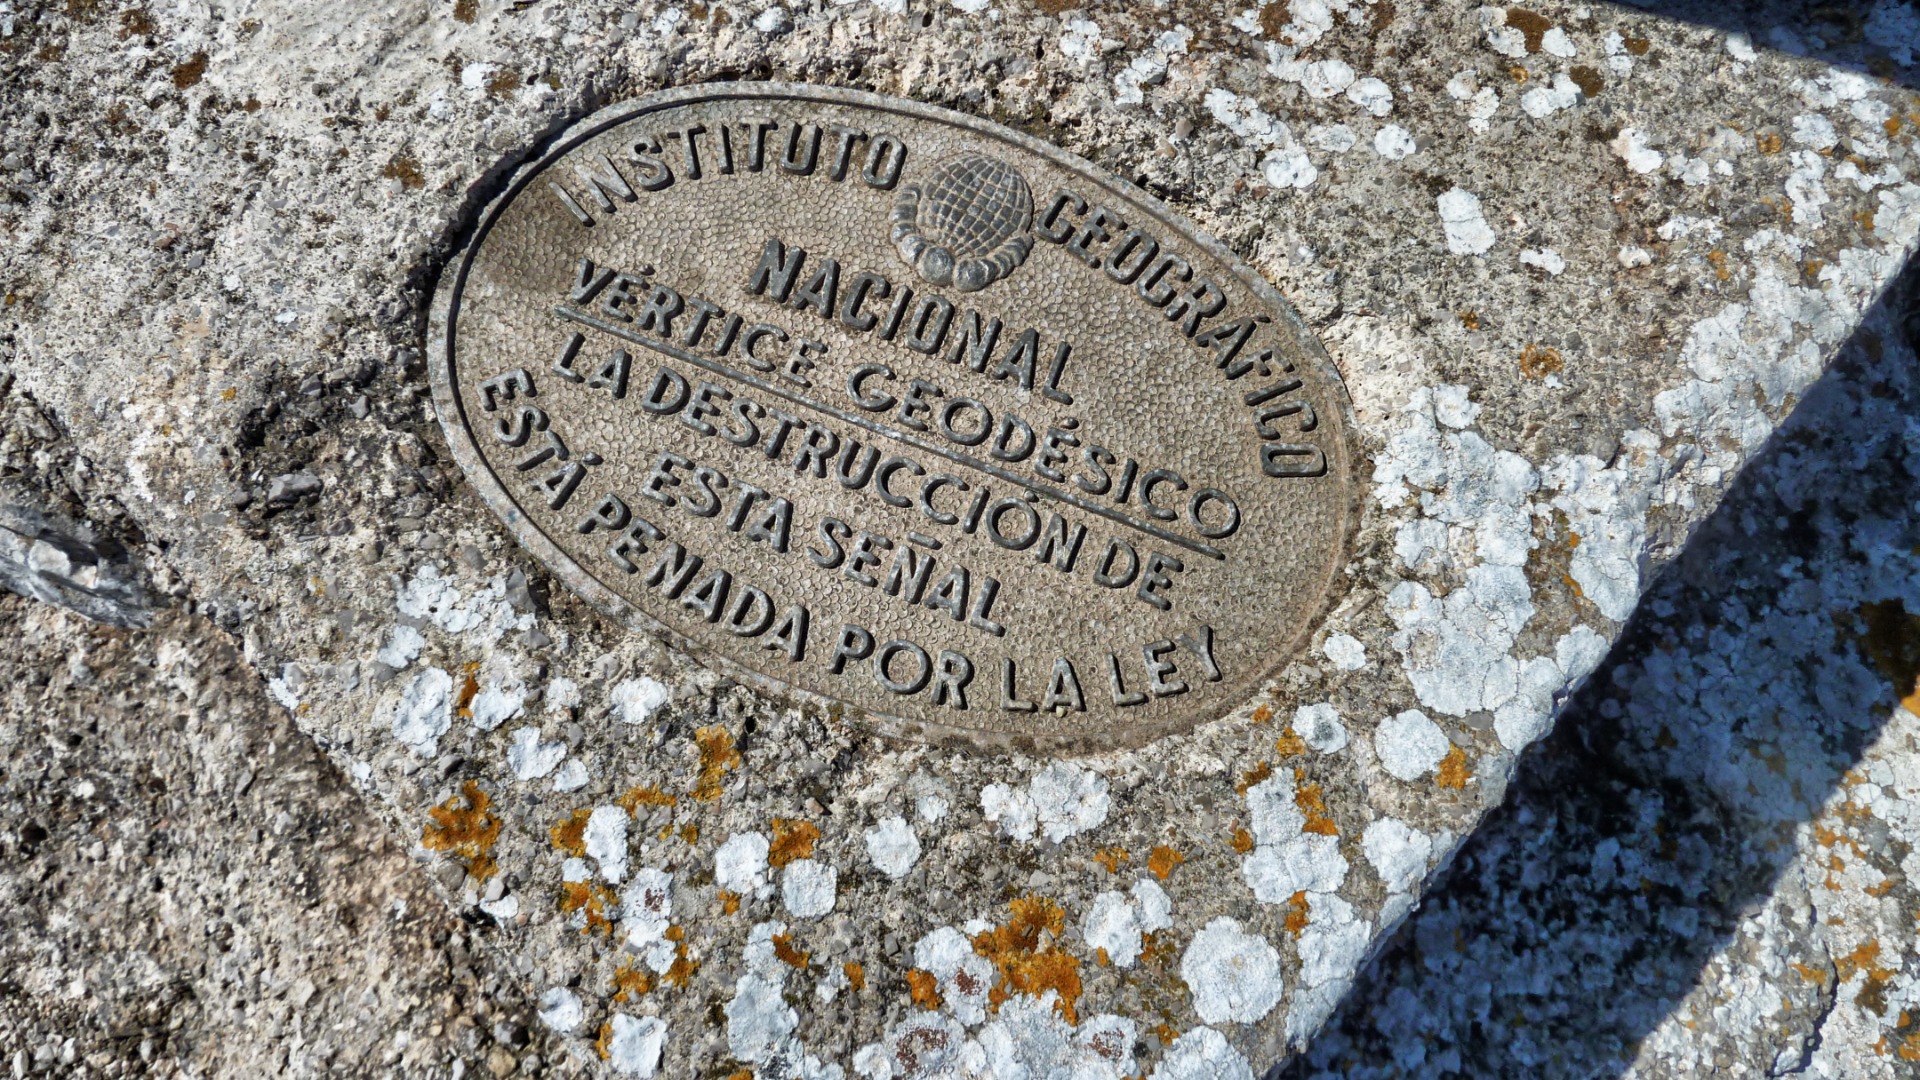 INSTITUTO GEOGRÁFICO
NACIONAL
VÉRTICE GEODÉSICO
LA DESTRUCCIÓN DE
ESTA SEÑAL
ESTÁ PENADA POR LA LEY